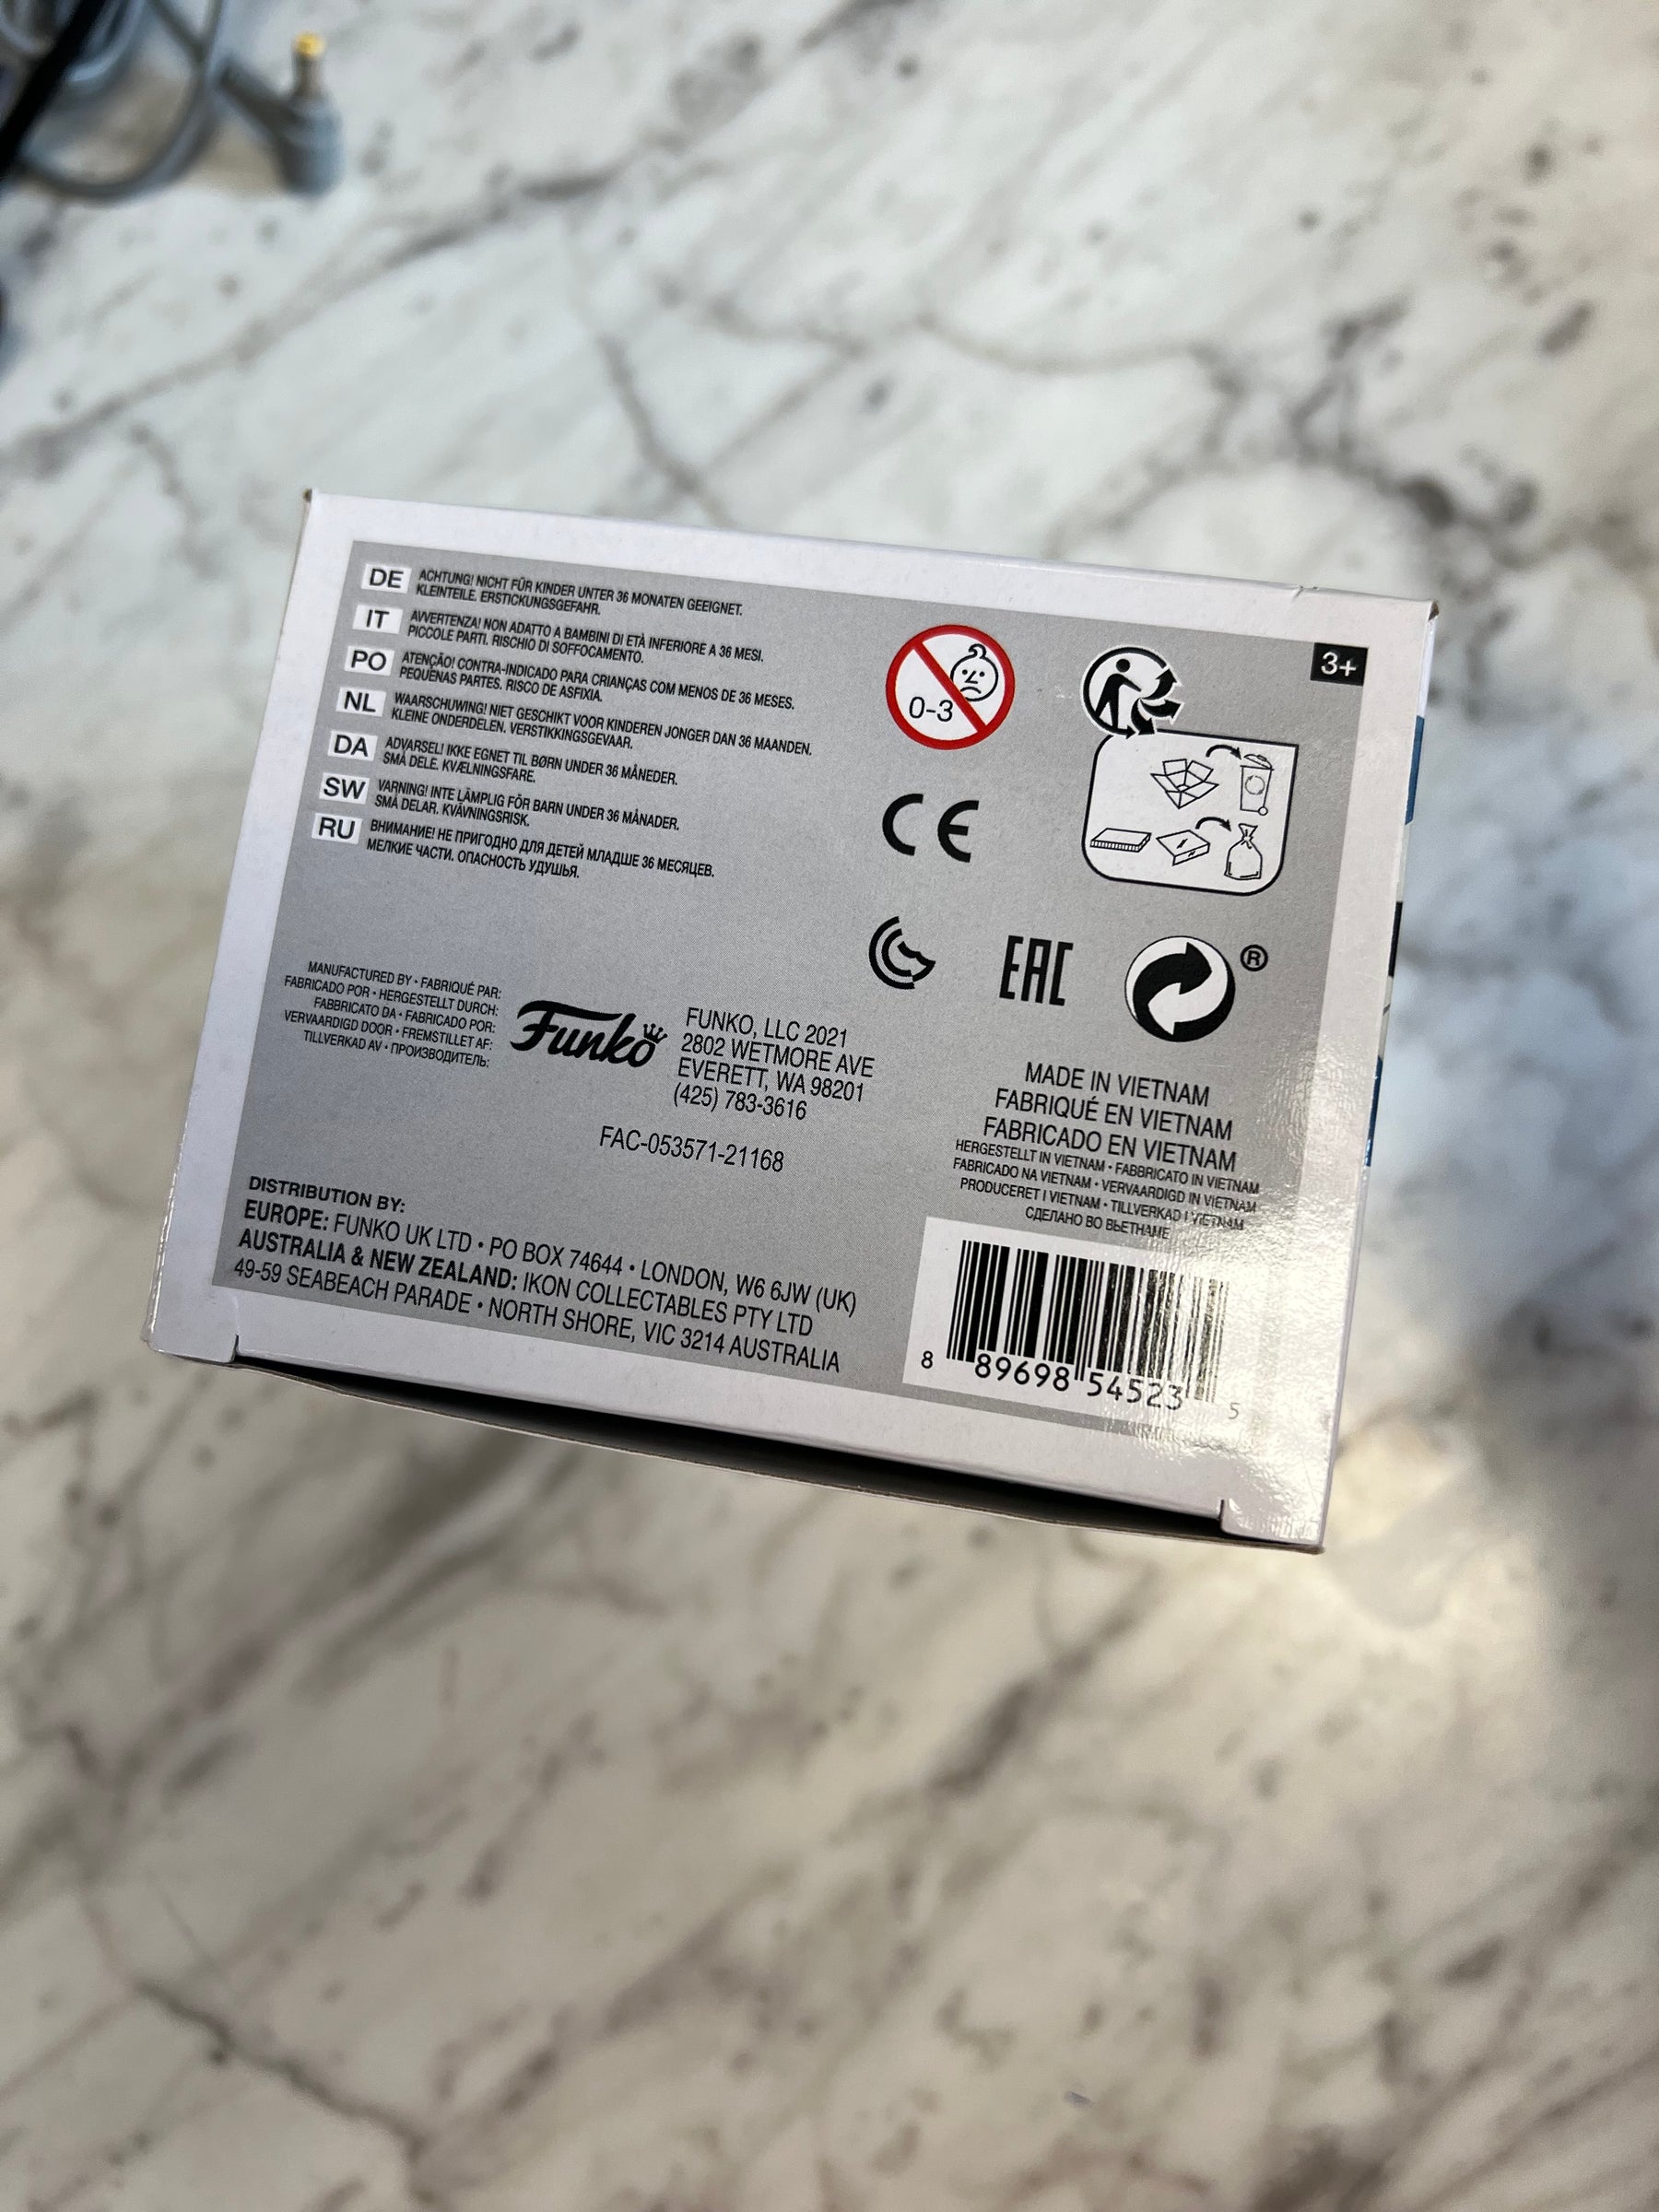 DE ACHTUNG! NICHT FÜR KINDER UNTER 36 MONATEN GEEIGNET.
KLEINTEILE. ERSTICKUNGSGEFAHR.
IT AVVERTENZA! NON ADATTO A BAMBINI DI ETÀ INFERIORE A 36 MESI.
PICCOLE PARTI. RISCHIO DI SOFFOCAMENTO.
PO ATENÇÃO! CONTRA-INDICADO PARA CRIANÇAS COM MENOS DE 36 MESES.
PEQUENAS PARTES. RISCO DE ASFIXIA.
NL WAARSCHUWING! NIET GESCHIKT VOOR KINDEREN JONGER DAN 36 MAANDEN.
KLEINE ONDERDELEN. VERSTIKKINGSGEVAAR.
DA ADVARSEL! IKKE EGNET TIL BØRN UNDER 36 MÅNEDER.
SMÅ DELE. KVÆLNINGSFARE.
SW VARNING! INTE LÄMPLIG FÖR BARN UNDER 36 MÅNADER.
SMÅ DELAR. KVÄVNINGSRISK.
RU ВНИМАНИЕ! НЕ ПРИГОДНО ДЛЯ ДЕТЕЙ МЛАДШЕ 36 МЕСЯЦЕВ.
МЕЛКИЕ ЧАСТИ. ОПАСНОСТЬ УДУШЬЯ.
0-3
3+
CE
EAC
®
MANUFACTURED BY • FABRIQUÉ PAR:
FABRICADO POR • HERGESTELLT DURCH:
FABBRICATO DA • FABRICADO POR:
VERVAARDIGD DOOR • FREMSTILLET AF:
TILLVERKAD AV • ПРОИЗВОДИТЕЛЬ:
Funko
FUNKO, LLC 2021
2802 WETMORE AVE
EVERETT, WA 98201
(425) 783-3616
FAC-053571-21168
MADE IN VIETNAM
FABRIQUÉ EN VIETNAM
FABRICADO EN VIETNAM
HERGESTELLT IN VIETNAM • FABBRICATO IN VIETNAM
FABRICADO NA VIETNAM • VERVAARDIGD IN VIETNAM
PRODUCERET I VIETNAM • TILLVERKAD I VIETNAM
СДЕЛАНО ВО ВЬЕТНАМЕ
DISTRIBUTION BY:
EUROPE: FUNKO UK LTD • PO BOX 74644 • LONDON, W6 6JW (UK)
AUSTRALIA & NEW ZEALAND: IKON COLLECTABLES PTY LTD
49-59 SEABEACH PARADE • NORTH SHORE, VIC 3214 AUSTRALIA
8 89698 54523 5